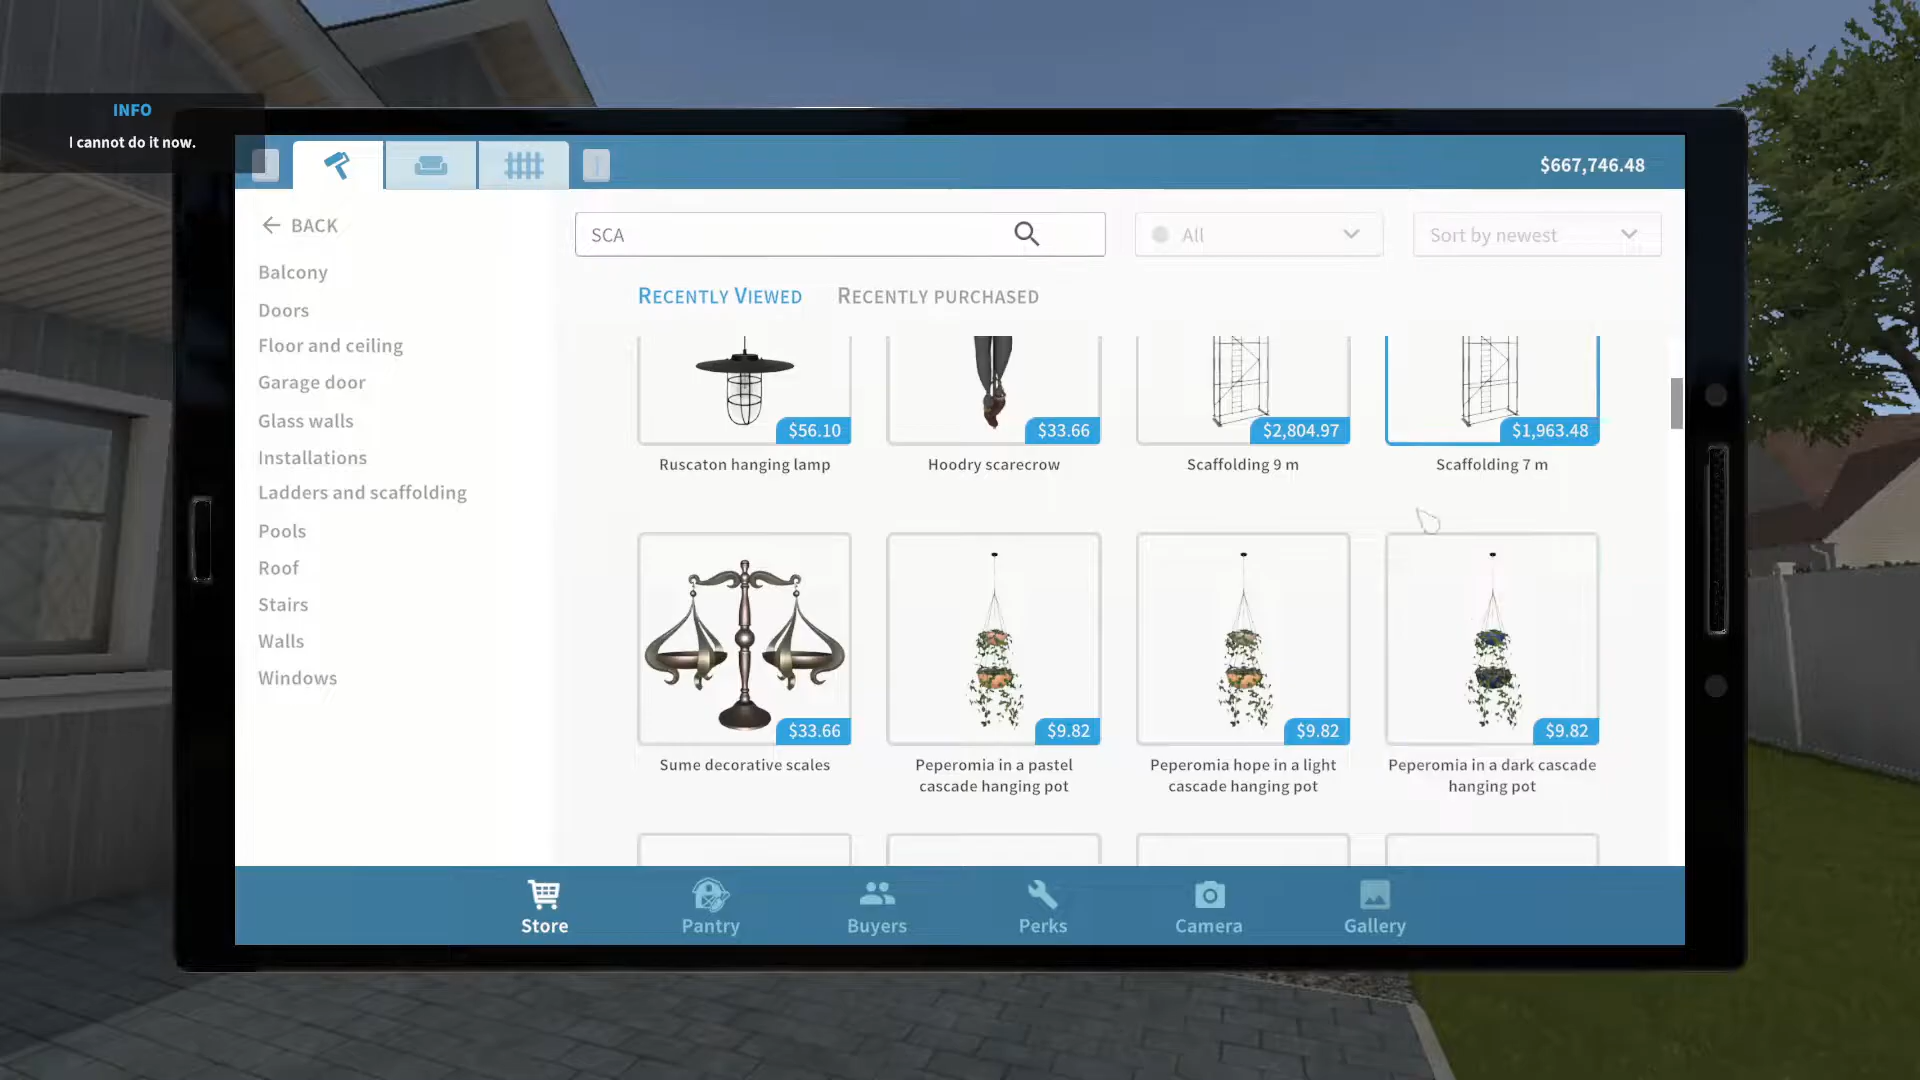 INFO
I cannot do it now.
$667,746.48
BACK
SCA
All
Sort by newest
Balcony
Doors
Floor and ceiling
Garage door
Glass walls
Installations
Ladders and scaffolding
Pools
Roof
Stairs
Walls
Windows
RECENTLY VIEWED
RECENTLY PURCHASED
$56.10
$33.66
$2,804.97
$1,963.48
Ruscaton hanging lamp
Hoodry scarecrow
Scaffolding 9 m
Scaffolding 7 m
$33.66
$9.82
$9.82
$9.82
Sume decorative scales
Peperomia in a pastel
cascade hanging pot
Peperomia hope in a light
cascade hanging pot
Peperomia in a dark cascade
hanging pot
Store
Pantry
Buyers
Perks
Camera
Gallery